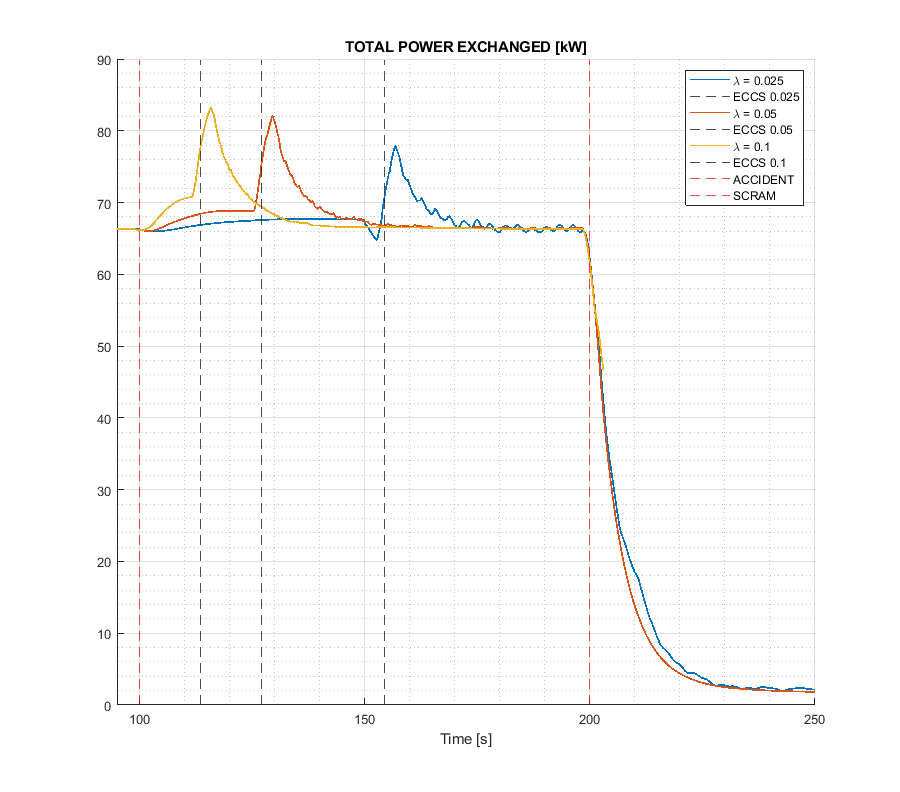 TOTAL POWER EXCHANGED [kW]
90
80
70
60
50
40
30
20
10
0
100
150
200
250
Time [s]
λ = 0.025
ECCS 0.025
λ = 0.05
ECCS 0.05
λ = 0.1
ECCS 0.1
ACCIDENT
SCRAM